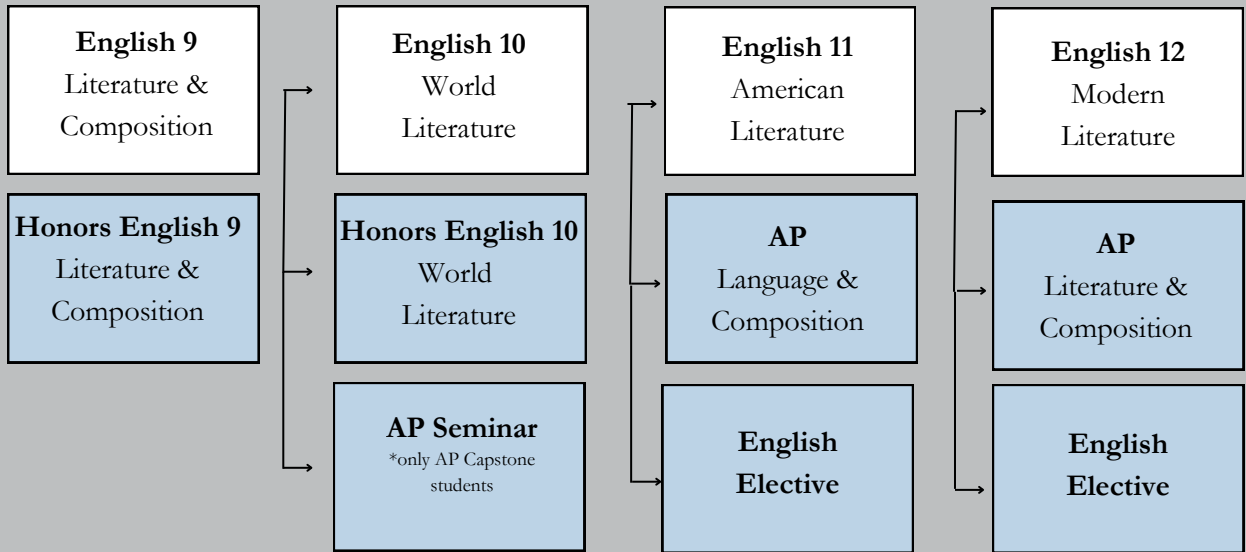 English 9
Literature &
Composition
Honors English 9
Literature &
Composition
English 10
World
Literature
Honors English 10
World
Literature
AP Seminar
*only AP Capstone
students
English 11
American
Literature
AP
Language &
Composition
English
Elective
English 12
Modern
Literature
AP
Literature &
Composition
English
Elective